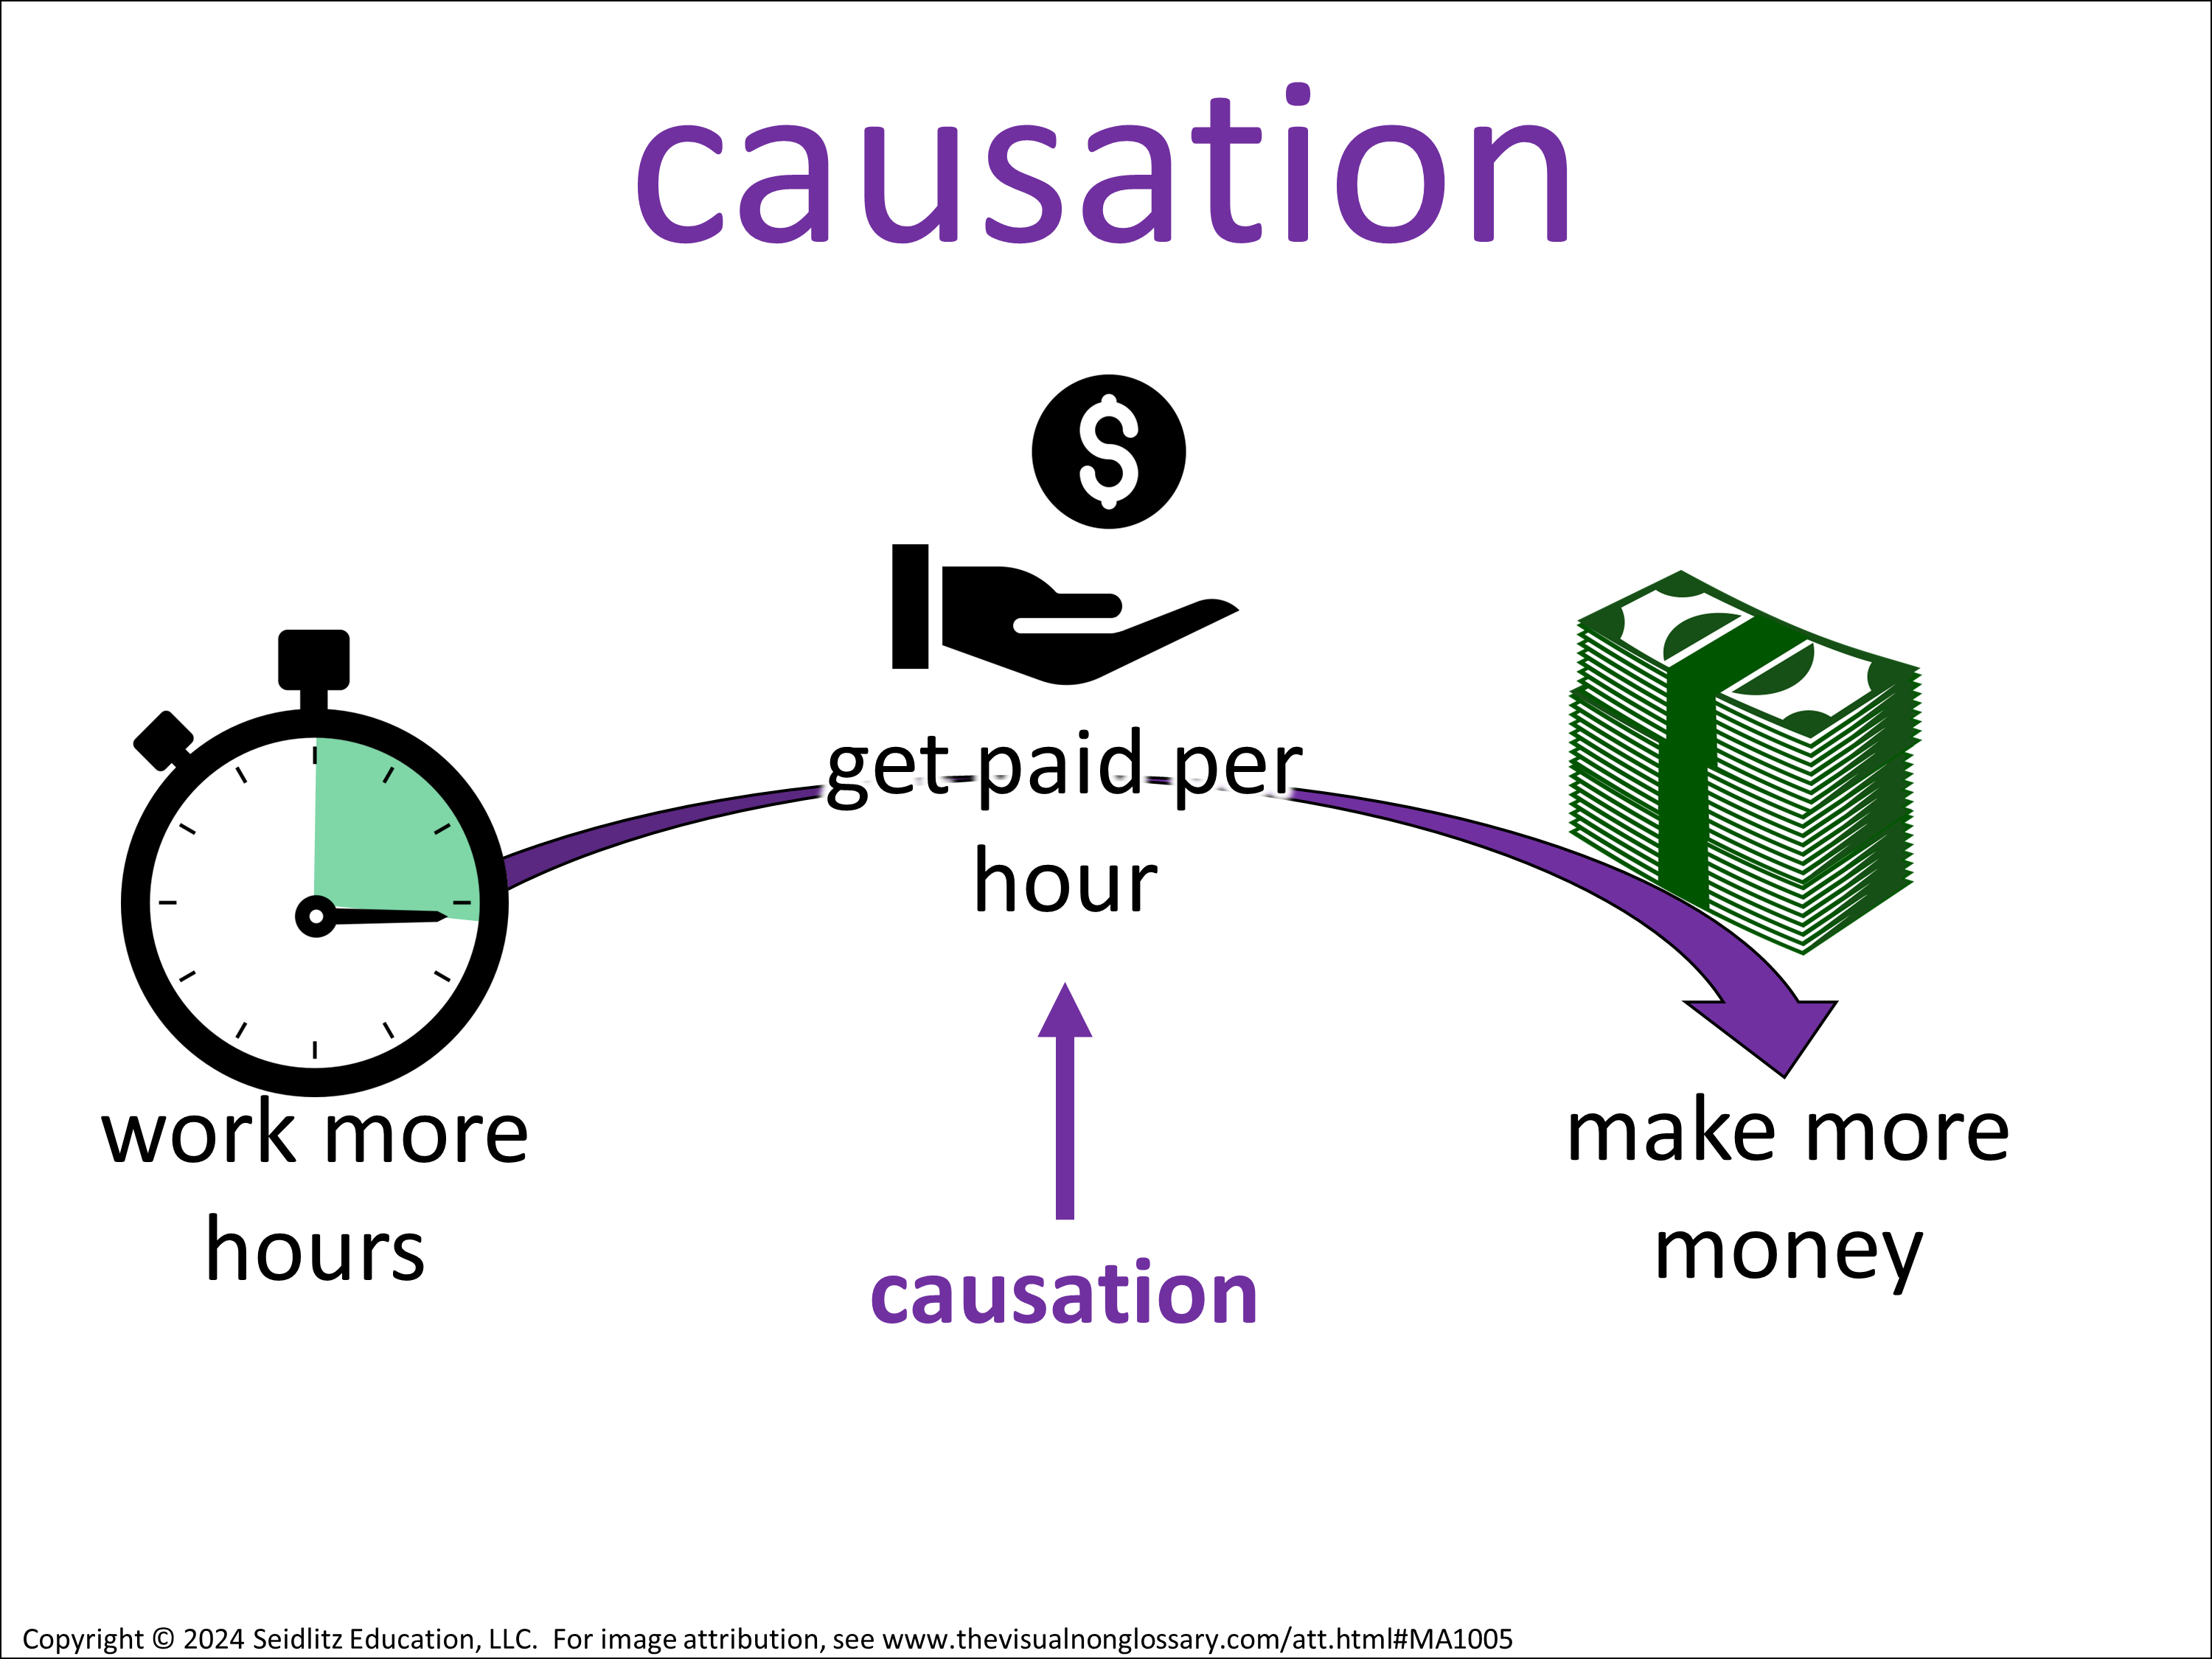 causation
$
get paid per
hour
work more
hours
make more
money
causation
Copyright © 2024 Seidlitz Education, LLC.  For image attribution, see www.thevisualnonglossary.com/att.html#MA1005